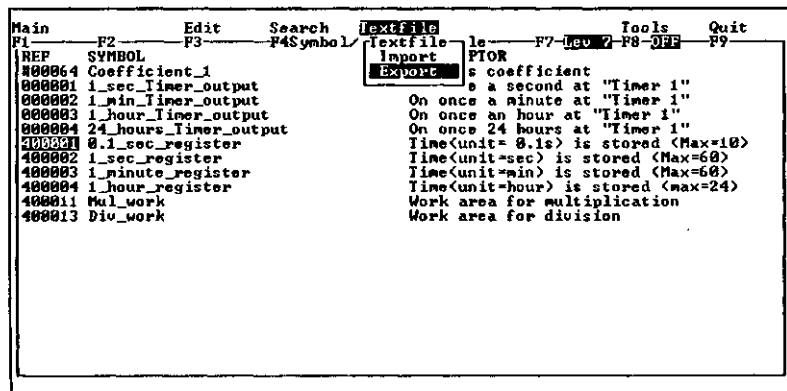 Main Edit Search Textfile Tools Quit
F1 F2 F3 F4Symbol/ Textfile le F7 Lev 7 F8 OFF F9
REP SYMBOL Import PTOR
#00064 Coefficient_1 Export s coefficient
000001 1_sec_Timer_output e a second at "Timer 1"
000002 1_min_Timer_output On once a minute at "Timer 1"
000003 1_hour_Timer_output On once an hour at "Timer 1"
000004 24_hours_Timer_output On once 24 hours at "Timer 1"
400001 0.1_sec_register Time(unit= 0.1s) is stored (Max=10)
400002 1_sec_register Time(unit=sec) is stored (Max=60)
400003 1_minute_register Time(unit=min) is stored (Max=60)
400004 1_hour_register Time(unit=hour) is stored (max=24)
400011 Mul_work Work area for multiplication
400013 Div_work Work area for division